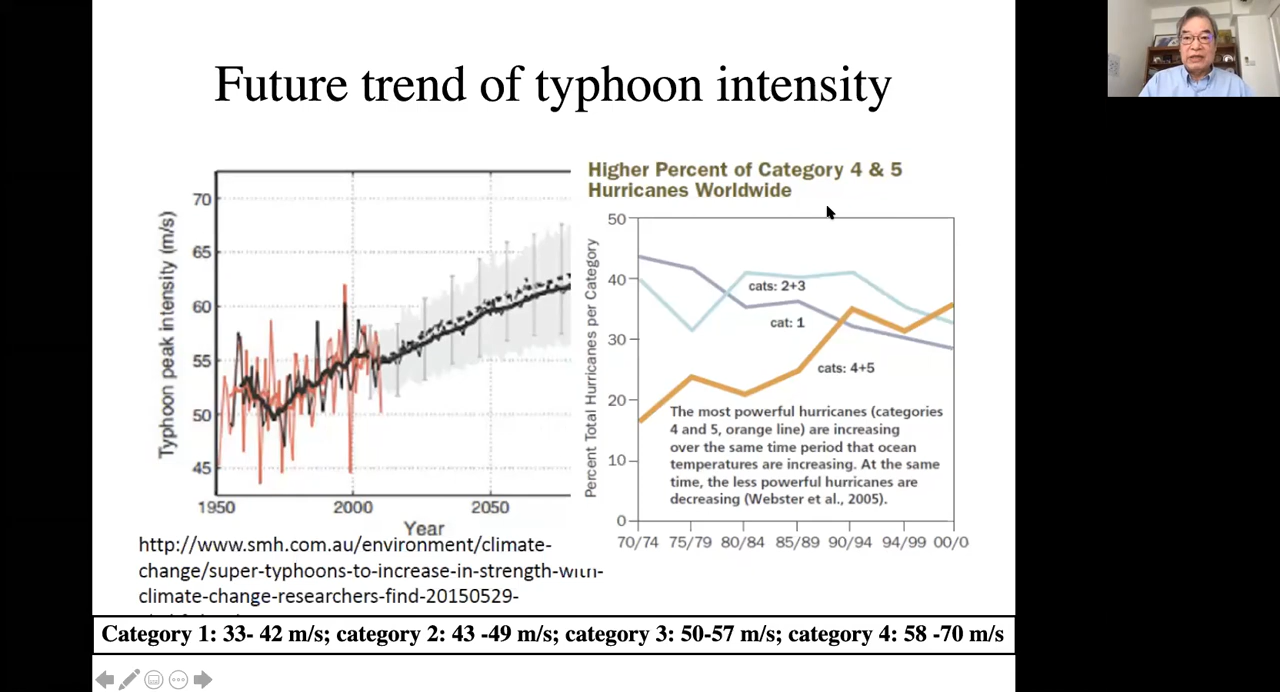 Future trend of typhoon intensity
Typhoon peak intensity (m/s)
70
65
60
55
50
45
1950
2000
2050
Year
http://www.smh.com.au/environment/climate-
change/super-typhoons-to-increase-in-strength-with-
climate-change-researchers-find-20150529-
Higher Percent of Category 4 & 5
Hurricanes Worldwide
Percent Total Hurricanes per Category
50
40
30
20
10
0
cats: 2+3
cat: 1
cats: 4+5
The most powerful hurricanes (categories
4 and 5, orange line) are increasing
over the same time period that ocean
temperatures are increasing. At the same
time, the less powerful hurricanes are
decreasing (Webster et al., 2005).
70/74 75/79 80/84 85/89 90/94 94/99 00/0
Category 1: 33- 42 m/s; category 2: 43 -49 m/s; category 3: 50-57 m/s; category 4: 58 -70 m/s